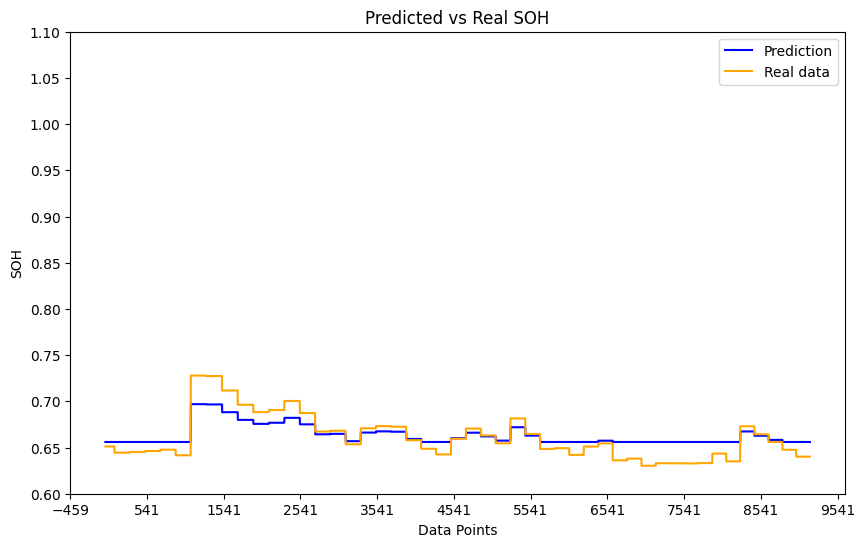 Predicted vs Real SOH
1.10
1.05
1.00
0.95
0.90
0.85
0.80
0.75
0.70
0.65
0.60
SOH
Prediction
Real data
−459 541 1541 2541 3541 4541 5541 6541 7541 8541 9541
Data Points